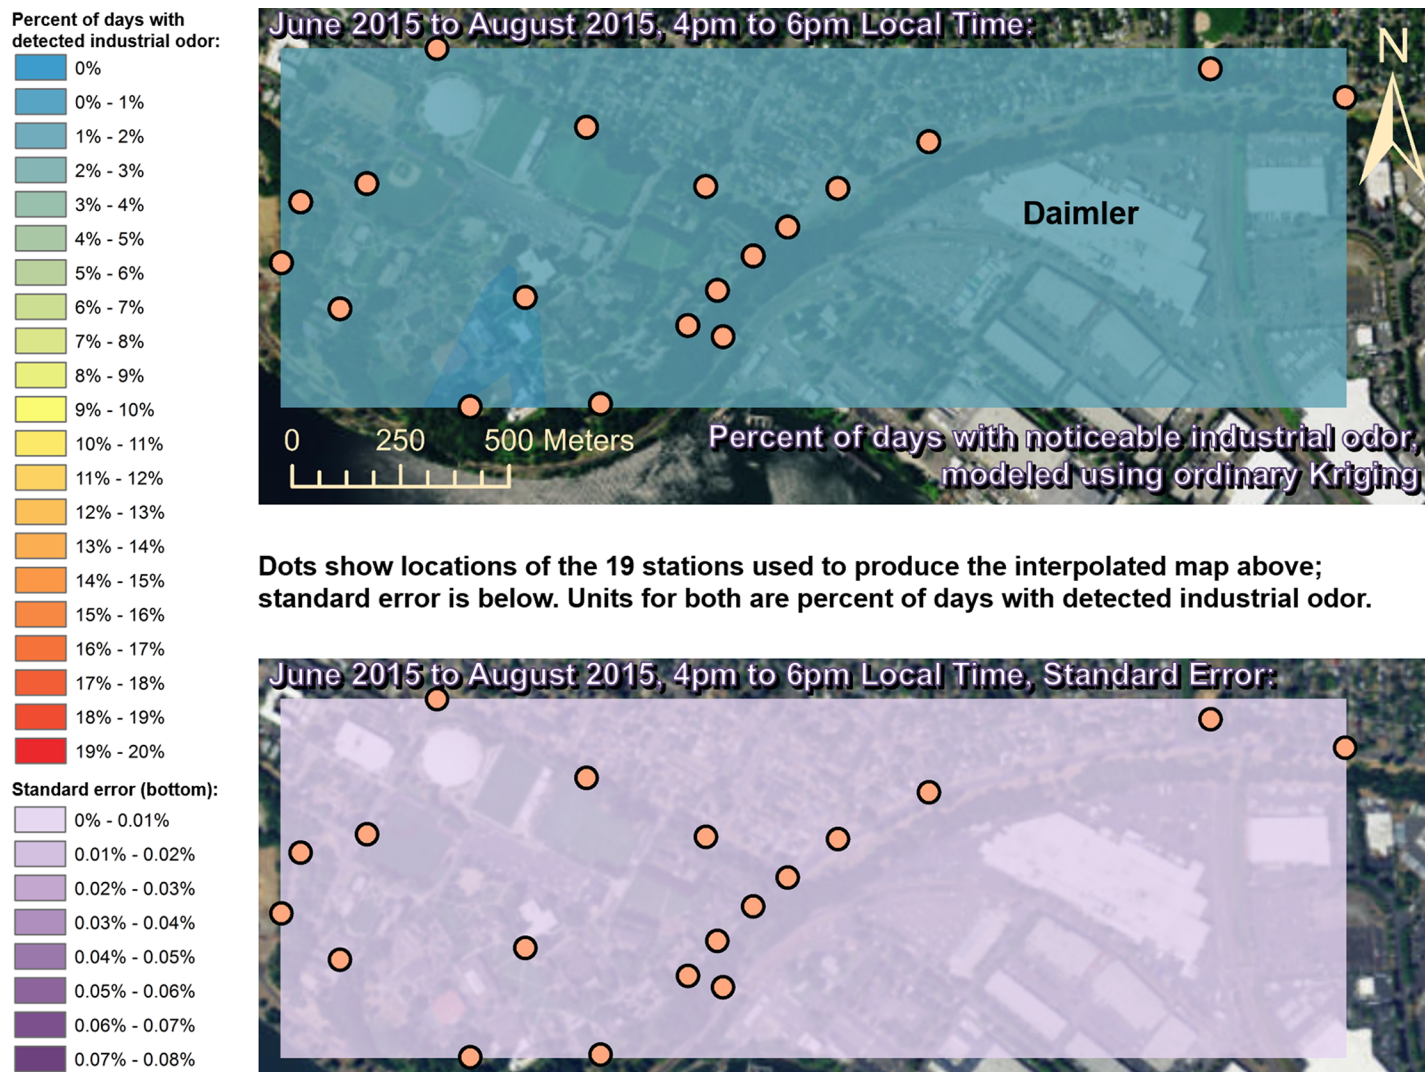 Percent of days with
detected industrial odor:
0%
0% - 1%
1% - 2%
2% - 3%
3% - 4%
4% - 5%
5% - 6%
6% - 7%
7% - 8%
8% - 9%
9% - 10%
10% - 11%
11% - 12%
12% - 13%
13% - 14%
14% - 15%
15% - 16%
16% - 17%
17% - 18%
18% - 19%
19% - 20%
Standard error (bottom):
0% - 0.01%
0.01% - 0.02%
0.02% - 0.03%
0.03% - 0.04%
0.04% - 0.05%
0.05% - 0.06%
0.06% - 0.07%
0.07% - 0.08%
June 2015 to August 2015, 4pm to 6pm Local Time:
N
Daimler
0 250 500 Meters
Percent of days with noticeable industrial odor,
modeled using ordinary Kriging
Dots show locations of the 19 stations used to produce the interpolated map above;
standard error is below. Units for both are percent of days with detected industrial odor.
June 2015 to August 2015, 4pm to 6pm Local Time, Standard Error: